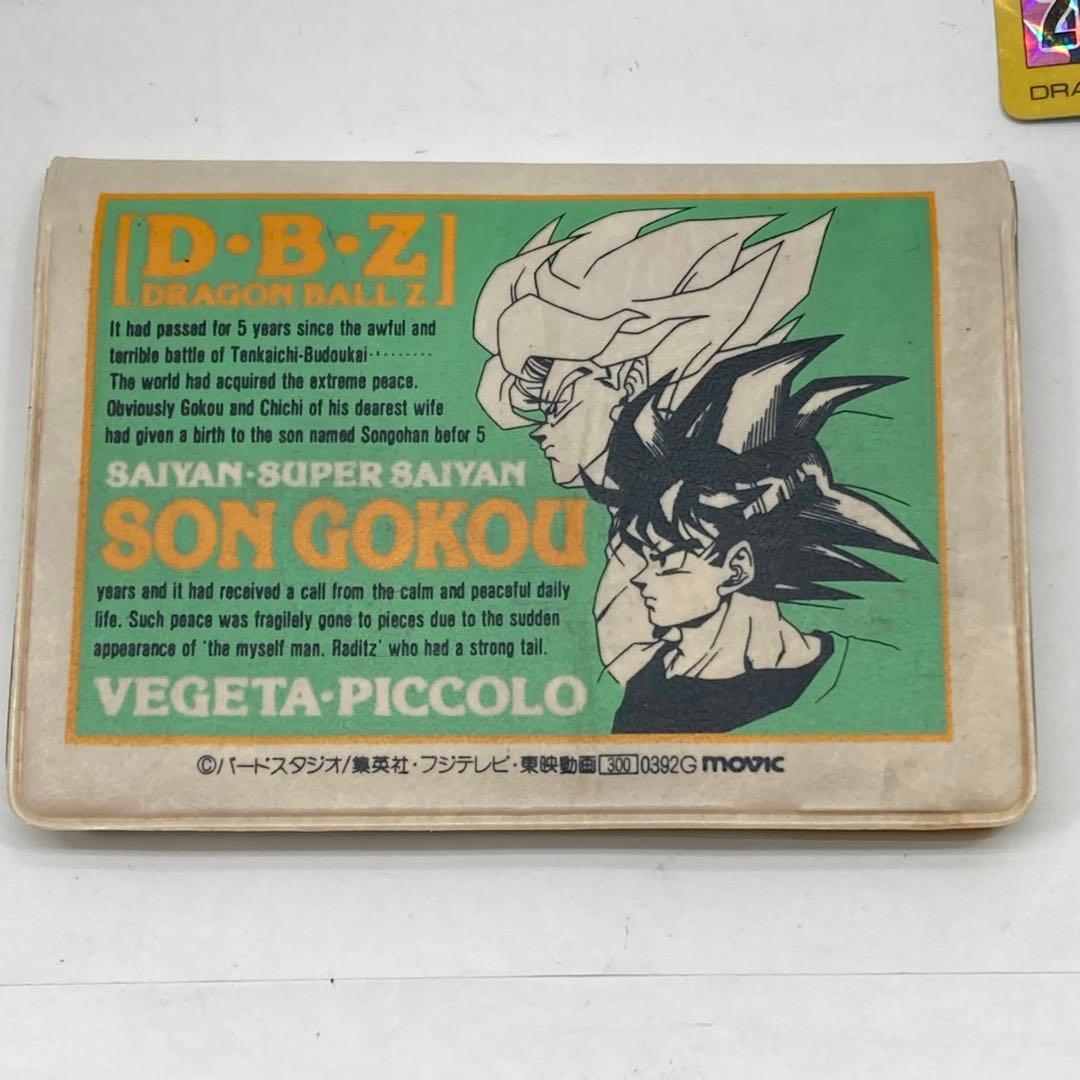 [D·B·Z]
DRAGON BALL Z
It had passed for 5 years since the awful and
terrible battle of Tenkaichi-Budoukai·········
The world had acquired the extreme peace.
Obviously Gokou and Chichi of his dearest wife
had given a birth to the son named Songohan befor 5
SAIYAN·SUPER SAIYAN
SON GOKOU
years and it had received a call from the calm and peaceful daily
life. Such peace was fragilely gone to pieces due to the sudden
appearance of 'the myself man, Raditz' who had a strong tail.
VEGETA·PICCOLO
©バードスタジオ/集英社・フジテレビ・東映動画 300 0392G movic